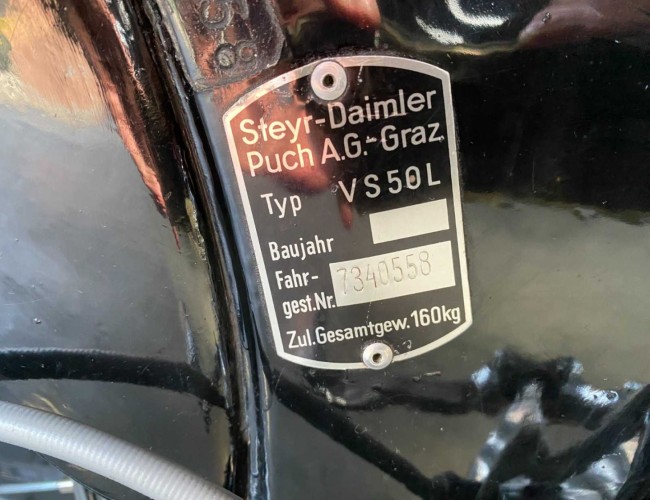 Steyr-Daimler
Puch A.G.-Graz
Typ VS50L
Baujahr
Fahr-
gest.Nr. 7340558
Zul.Gesamtgew. 160kg